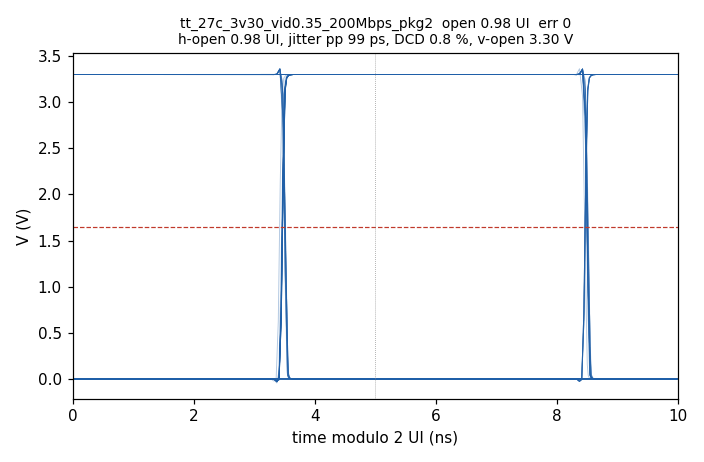 tt_27c_3v30_vid0.35_200Mbps_pkg2  open 0.98 UI  err 0
h-open 0.98 UI, jitter pp 99 ps, DCD 0.8 %, v-open 3.30 V
3.5
3.0
2.5
2.0
1.5
1.0
0.5
0.0
V (V)
0 2 4 6 8 10
time modulo 2 UI (ns)